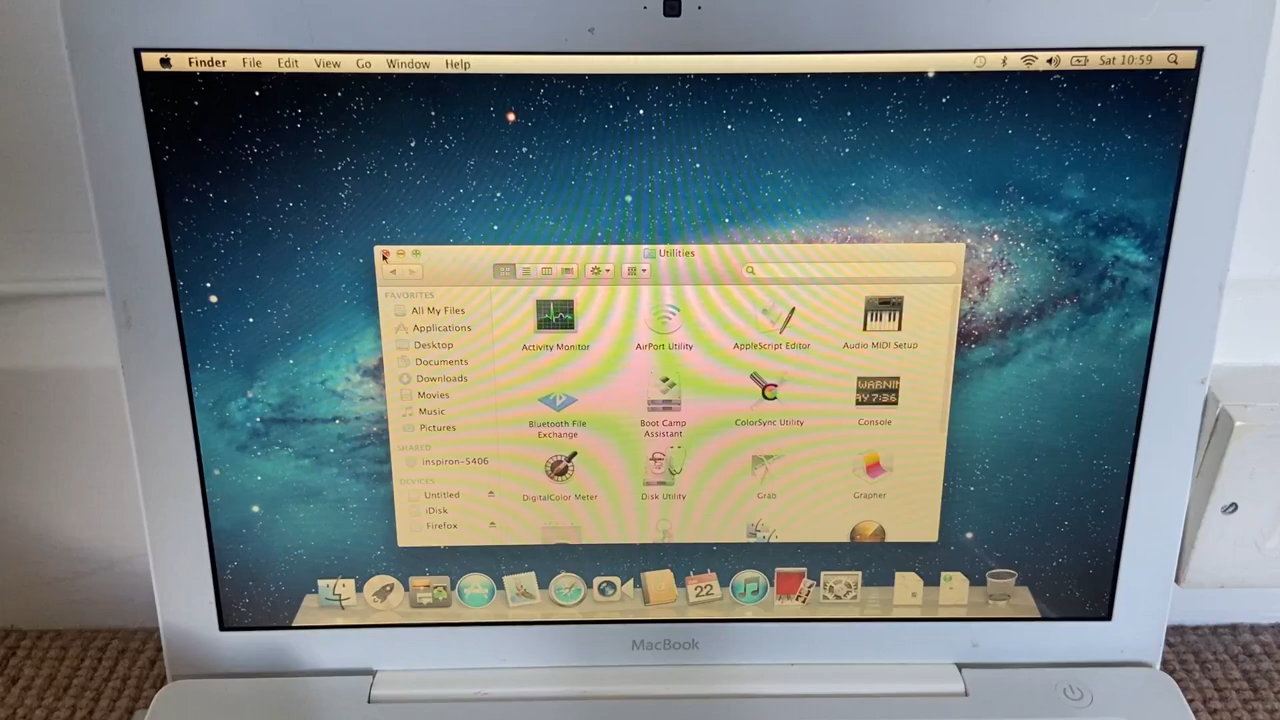 Finder File Edit View Go Window Help Sat 10:59
Utilities
FAVORITES
All My Files
Applications
Desktop
Documents
Downloads
Movies
Music
Pictures
SHARED
inspiron-5406
DEVICES
Untitled
iDisk
Firefox
Activity Monitor
AirPort Utility
AppleScript Editor
Audio MIDI Setup
Bluetooth File
Exchange
Boot Camp
Assistant
ColorSync Utility
WARNIN
AY 7:36
Console
DigitalColor Meter
Disk Utility
Grab
Grapher
22
MacBook